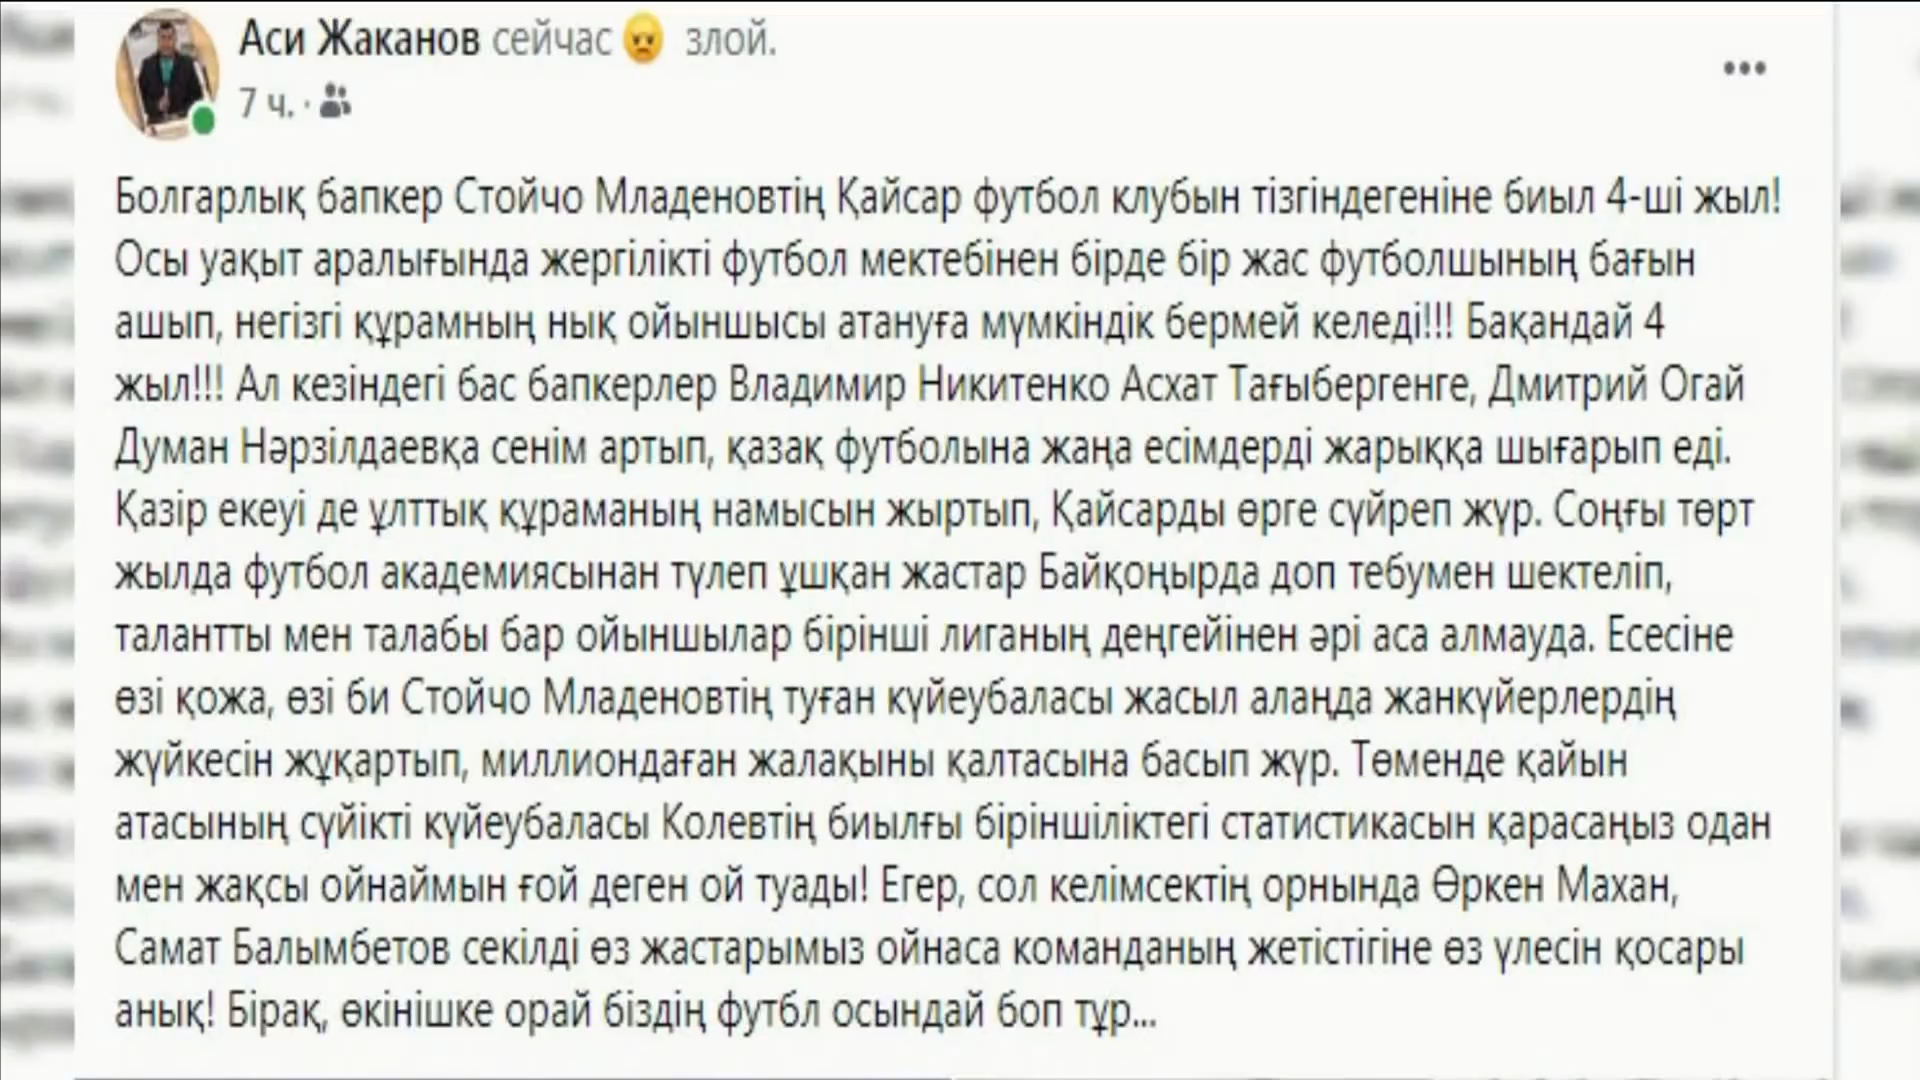 Аси Жаканов сейчас злой.
7 ч. ·
Болгарлық бапкер Стойчо Младеновтің Қайсар футбол клубын тізгіндегеніне биыл 4-ші жыл!
Осы уақыт аралығында жергілікті футбол мектебінен бірде бір жас футболшының бағын
ашып, негізгі құрамның нық ойыншысы атануға мүмкіндік бермей келеді!!! Бақандай 4
жыл!!! Ал кезіндегі бас бапкерлер Владимир Никитенко Асхат Тағыбергенге, Дмитрий Огай
Думан Нәрзілдаевқа сенім артып, қазақ футболына жаңа есімдерді жарыққа шығарып еді.
Қазір екеуі де ұлттық құраманың намысын жыртып, Қайсарды өрге сүйреп жүр. Соңғы төрт
жылда футбол академиясынан түлеп ұшқан жастар Байқоңырда доп тебумен шектеліп,
талантты мен талабы бар ойыншылар бірінші лиганың деңгейінен әрі аса алмауда. Есесіне
өзі қожа, өзі би Стойчо Младеновтің туған күйеубаласы жасыл алаңда жанкүйерлердің
жүйкесін жұқартып, миллиондаған жалақыны қалтасына басып жүр. Төменде қайын
атасының сүйікті күйеубаласы Колевтің биылғы біріншіліктегі статистикасын қарасаңыз одан
мен жақсы ойнаймын ғой деген ой туады! Егер, сол келімсектің орнында Өркен Махан,
Самат Балымбетов секілді өз жастарымыз ойнаса команданың жетістігіне өз үлесін қосары
анық! Бірақ, өкінішке орай біздің футбл осындай боп тұр...